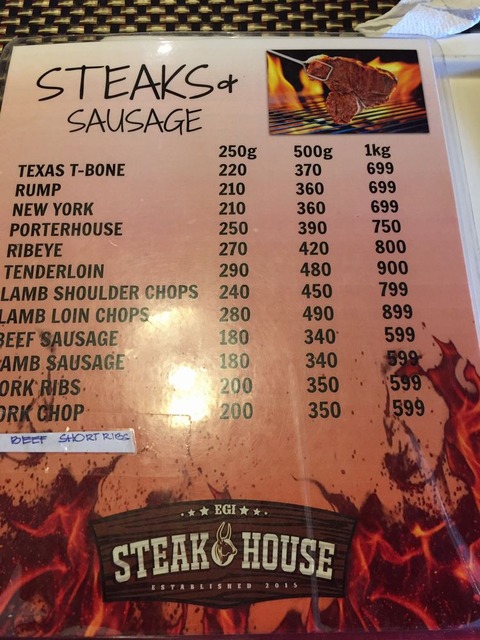 STEAKS &
SAUSAGE
250g 500g 1kg
TEXAS T-BONE 220 370 699
RUMP 210 360 699
NEW YORK 210 360 699
PORTERHOUSE 250 390 750
RIBEYE 270 420 800
TENDERLOIN 290 480 900
LAMB SHOULDER CHOPS 240 450 799
LAMB LOIN CHOPS 280 490 899
BEEF SAUSAGE 180 340 599
AMB SAUSAGE 180 340 599
ORK RIBS 200 350 599
ORK CHOP 200 350 599
BEEF SHORT RIBS
EGI
STEAK HOUSE
ESTABLISHED 2015